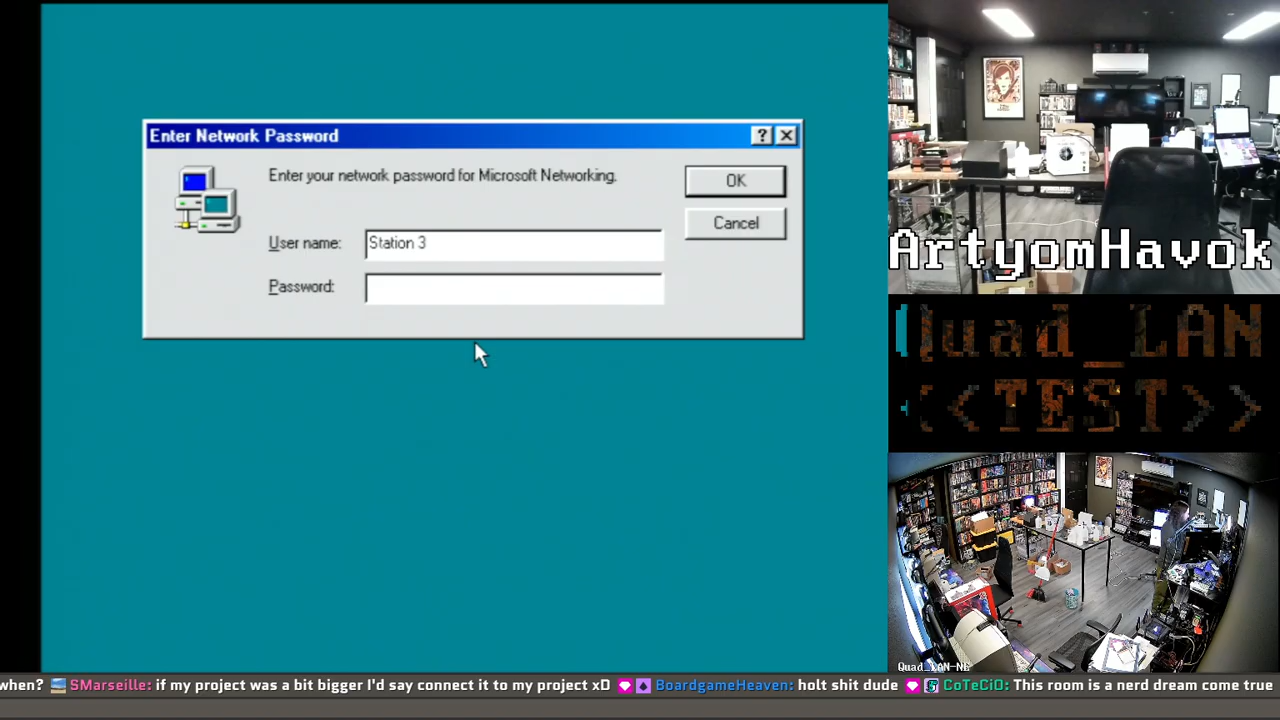 Enter Network Password
Enter your network password for Microsoft Networking.
OK
Cancel
User name:
Station 3
Password:
ArtyomHavok
Quad_LAN
<<TEST>>
Quad_LAN-NE
when? SMarseille: if my project was a bit bigger I'd say connect it to my project xD BoardgameHeaven: holt shit dude CoTeCiO: This room is a nerd dream come true